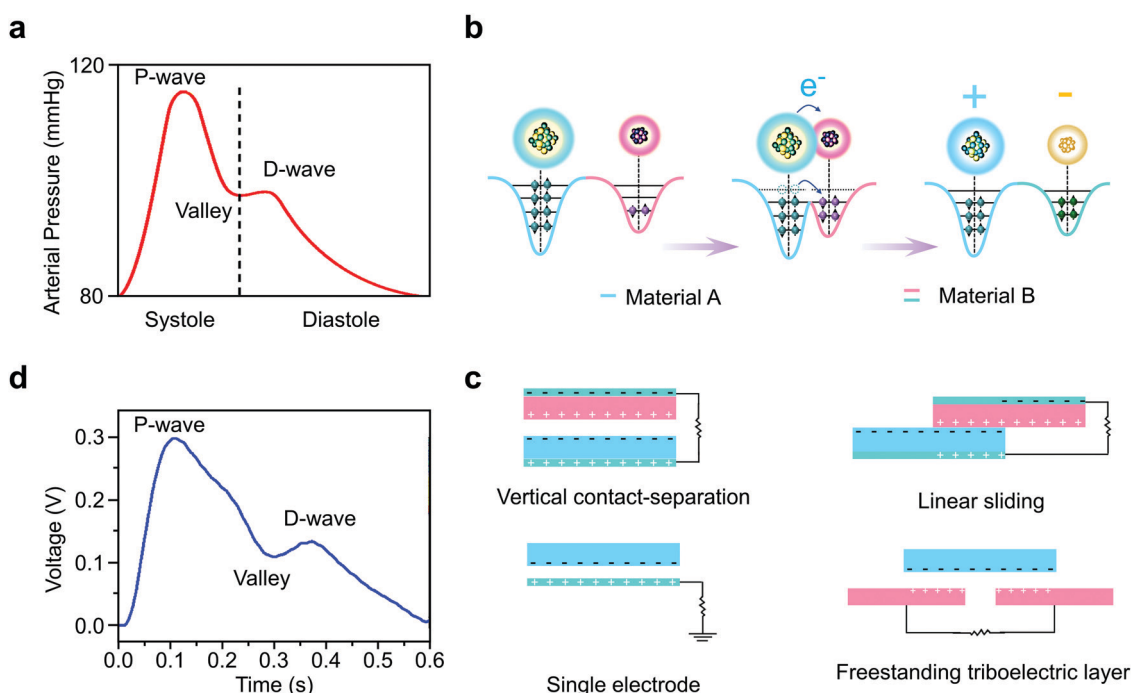 a
120
P-wave
D-wave
Valley
80
Arterial Pressure (mmHg)
Systole
Diastole
b
e-
+
-
Material A
Material B
d
P-wave
0.3
0.2
D-wave
0.1
Valley
0.0
Voltage (V)
0.0 0.1 0.2 0.3 0.4 0.5 0.6
Time (s)
c
- - - - - - - - - -
+ + + + + + + + + +
- - - - - - - - - -
+ + + + + + + + + +
Vertical contact-separation
- - - - - -
+ + + + + + + + + +
- - - - - - - - - -
+ + + + +
Linear sliding
- - - - - - - - - -
+ + + + + + + + + +
Single electrode
- - - - - - - - - -
+ + + + + + + + + +
Freestanding triboelectric layer